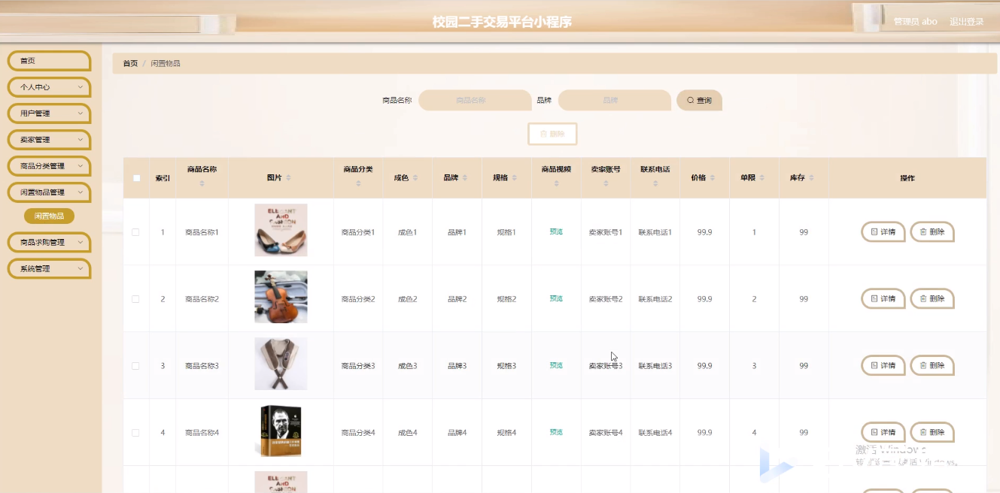 校园二手交易平台小程序
管理员 abo 退出登录
首页
个人中心
用户管理
卖家管理
商品分类管理
闲置物品管理
闲置物品
商品求购管理
系统管理
首页 / 闲置物品
商品名称 商品名称 品牌 品牌 查询
删除
索引 商品名称 图片 商品分类 成色 品牌 规格 商品视频 卖家账号 联系电话 价格 单限 库存 操作
1 商品名称1 商品分类1 成色1 品牌1 规格1 预览 卖家账号1 联系电话1 99.9 1 99 详情 删除
ELEGANT
AND
FASHION
2 商品名称2 商品分类2 成色2 品牌2 规格2 预览 卖家账号2 联系电话2 99.9 2 99 详情 删除
3 商品名称3 商品分类3 成色3 品牌3 规格3 预览 卖家账号3 联系电话3 99.9 3 99 详情 删除
4 商品名称4 商品分类4 成色4 品牌4 规格4 预览 卖家账号4 联系电话4 99.9 4 99 详情 删除
激活 Windows
ELEGANT
AND
FASHION